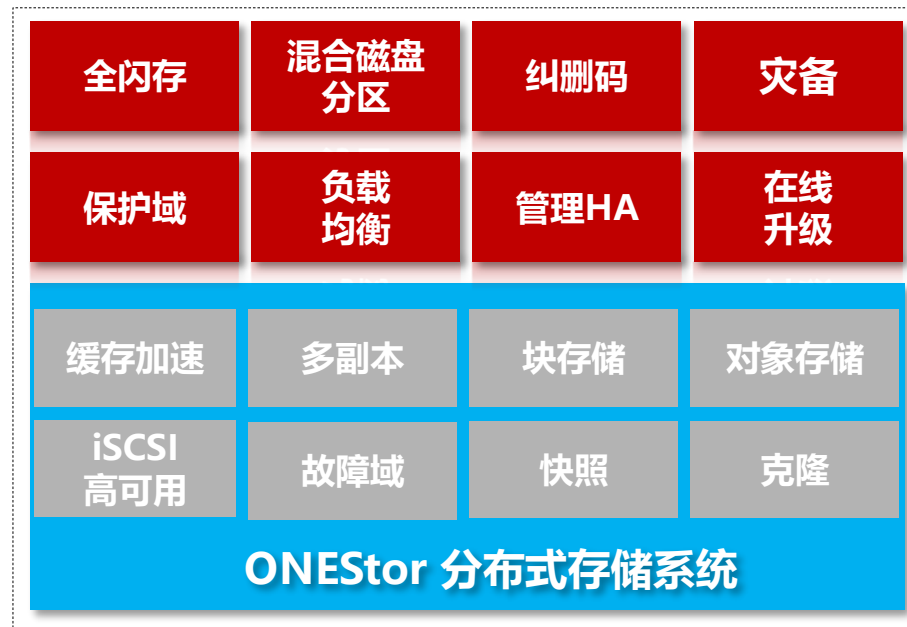 全闪存
混合磁盘
分区
纠删码
灾备
保护域
负载
均衡
管理HA
在线
升级
缓存加速
多副本
块存储
对象存储
iSCSI
高可用
故障域
快照
克隆
ONEStor 分布式存储系统